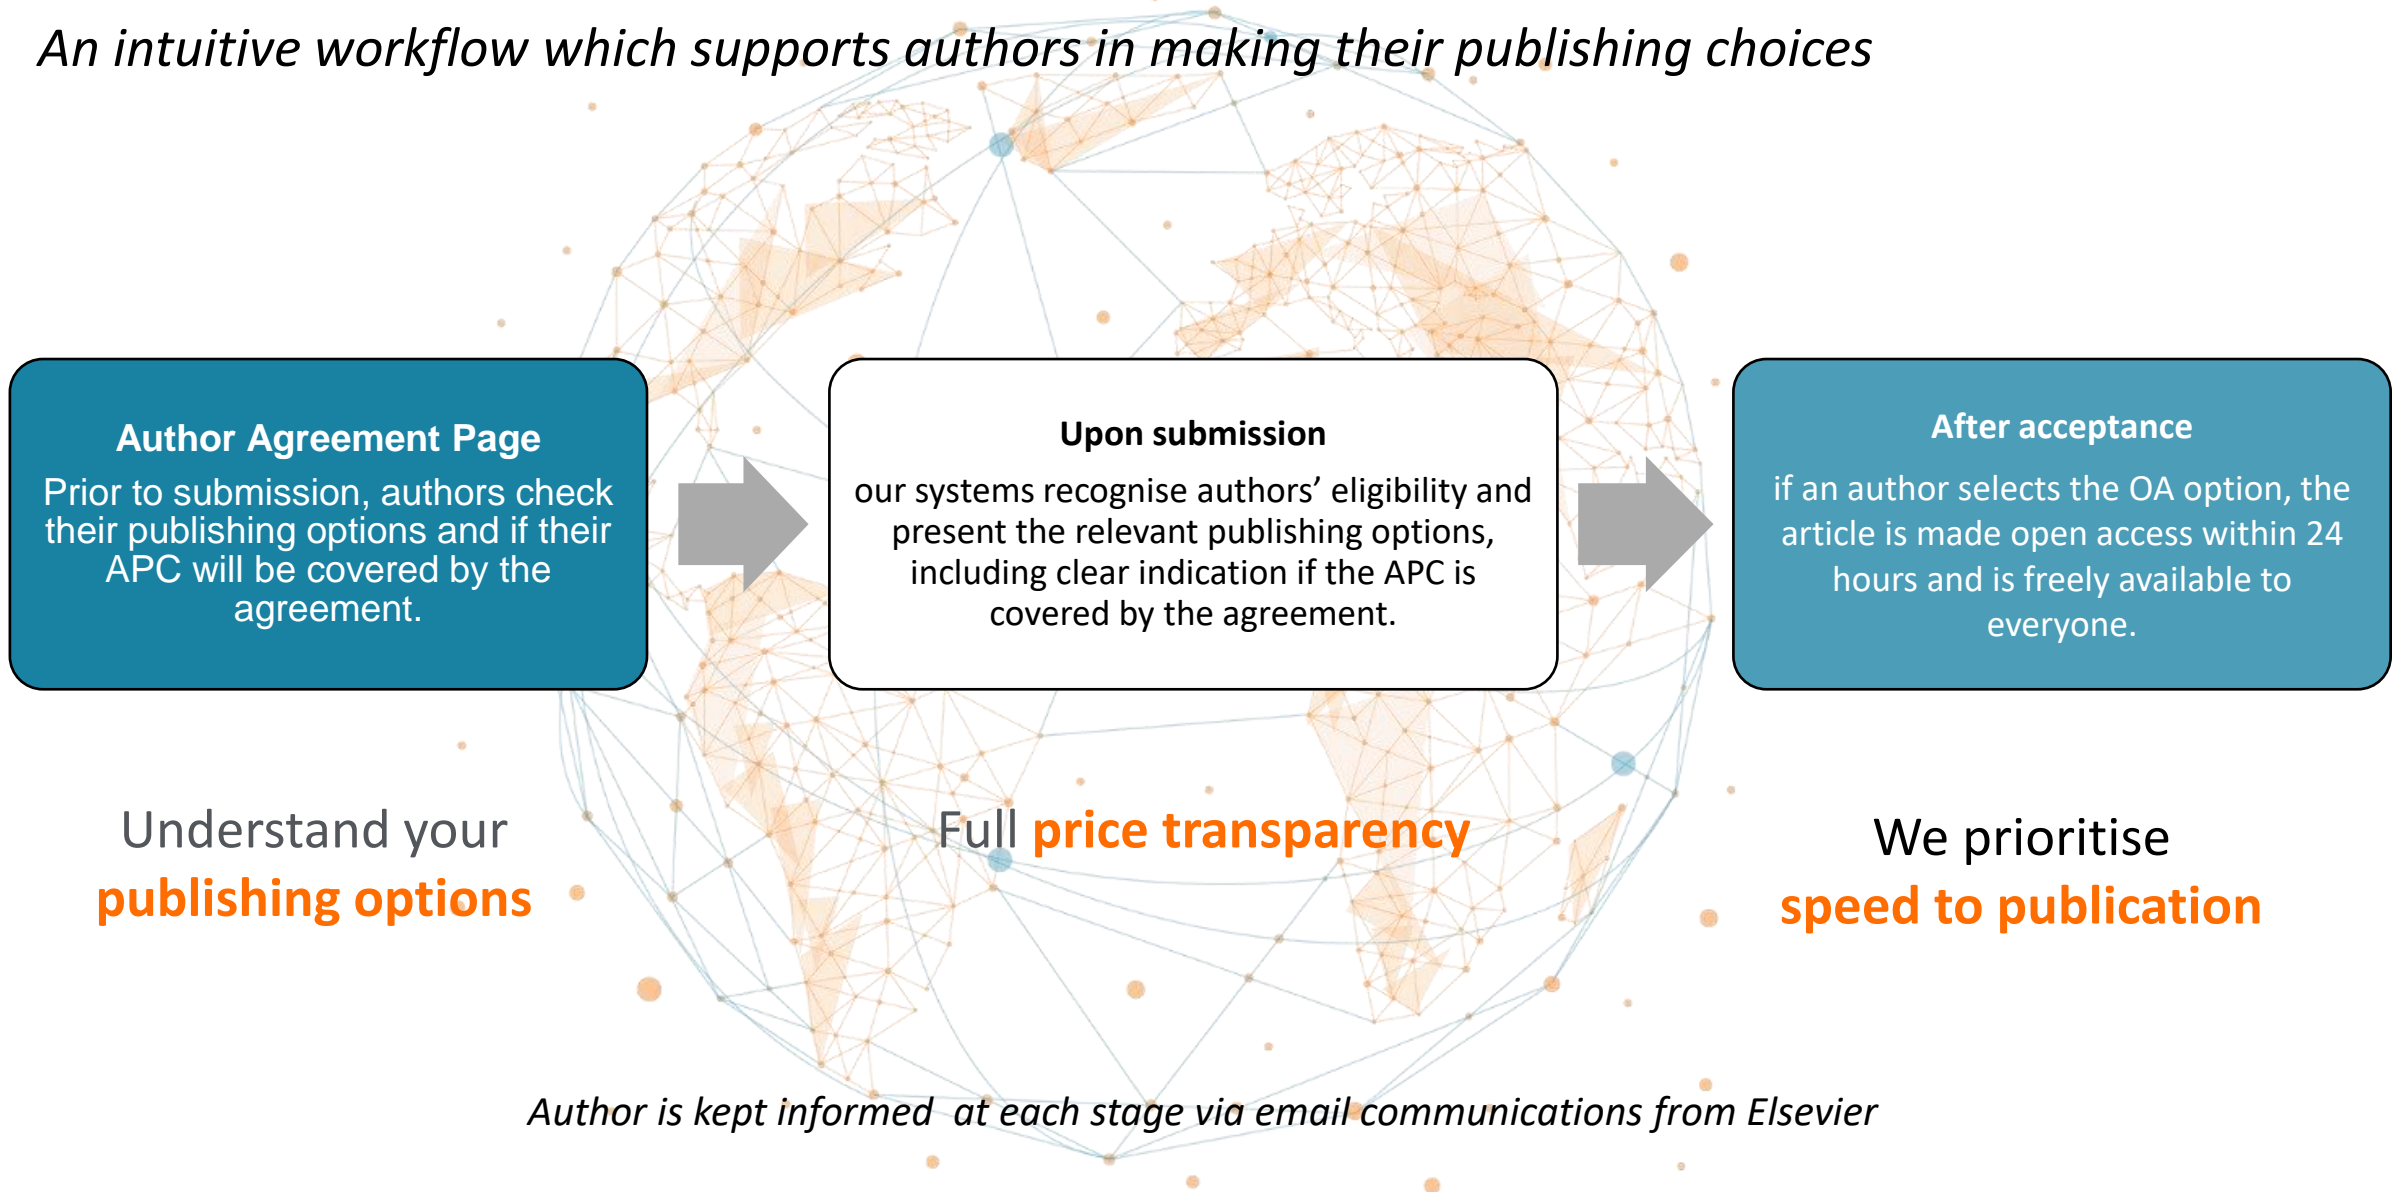 An intuitive workflow which supports authors in making their publishing choices
Author Agreement Page
Prior to submission, authors check
their publishing options and if their
APC will be covered by the
agreement.
Upon submission
our systems recognise authors’ eligibility and
present the relevant publishing options,
including clear indication if the APC is
covered by the agreement.
After acceptance
if an author selects the OA option, the
article is made open access within 24
hours and is freely available to
everyone.
Understand your
publishing options
Full price transparency
We prioritise
speed to publication
Author is kept informed  at each stage via email communications from Elsevier